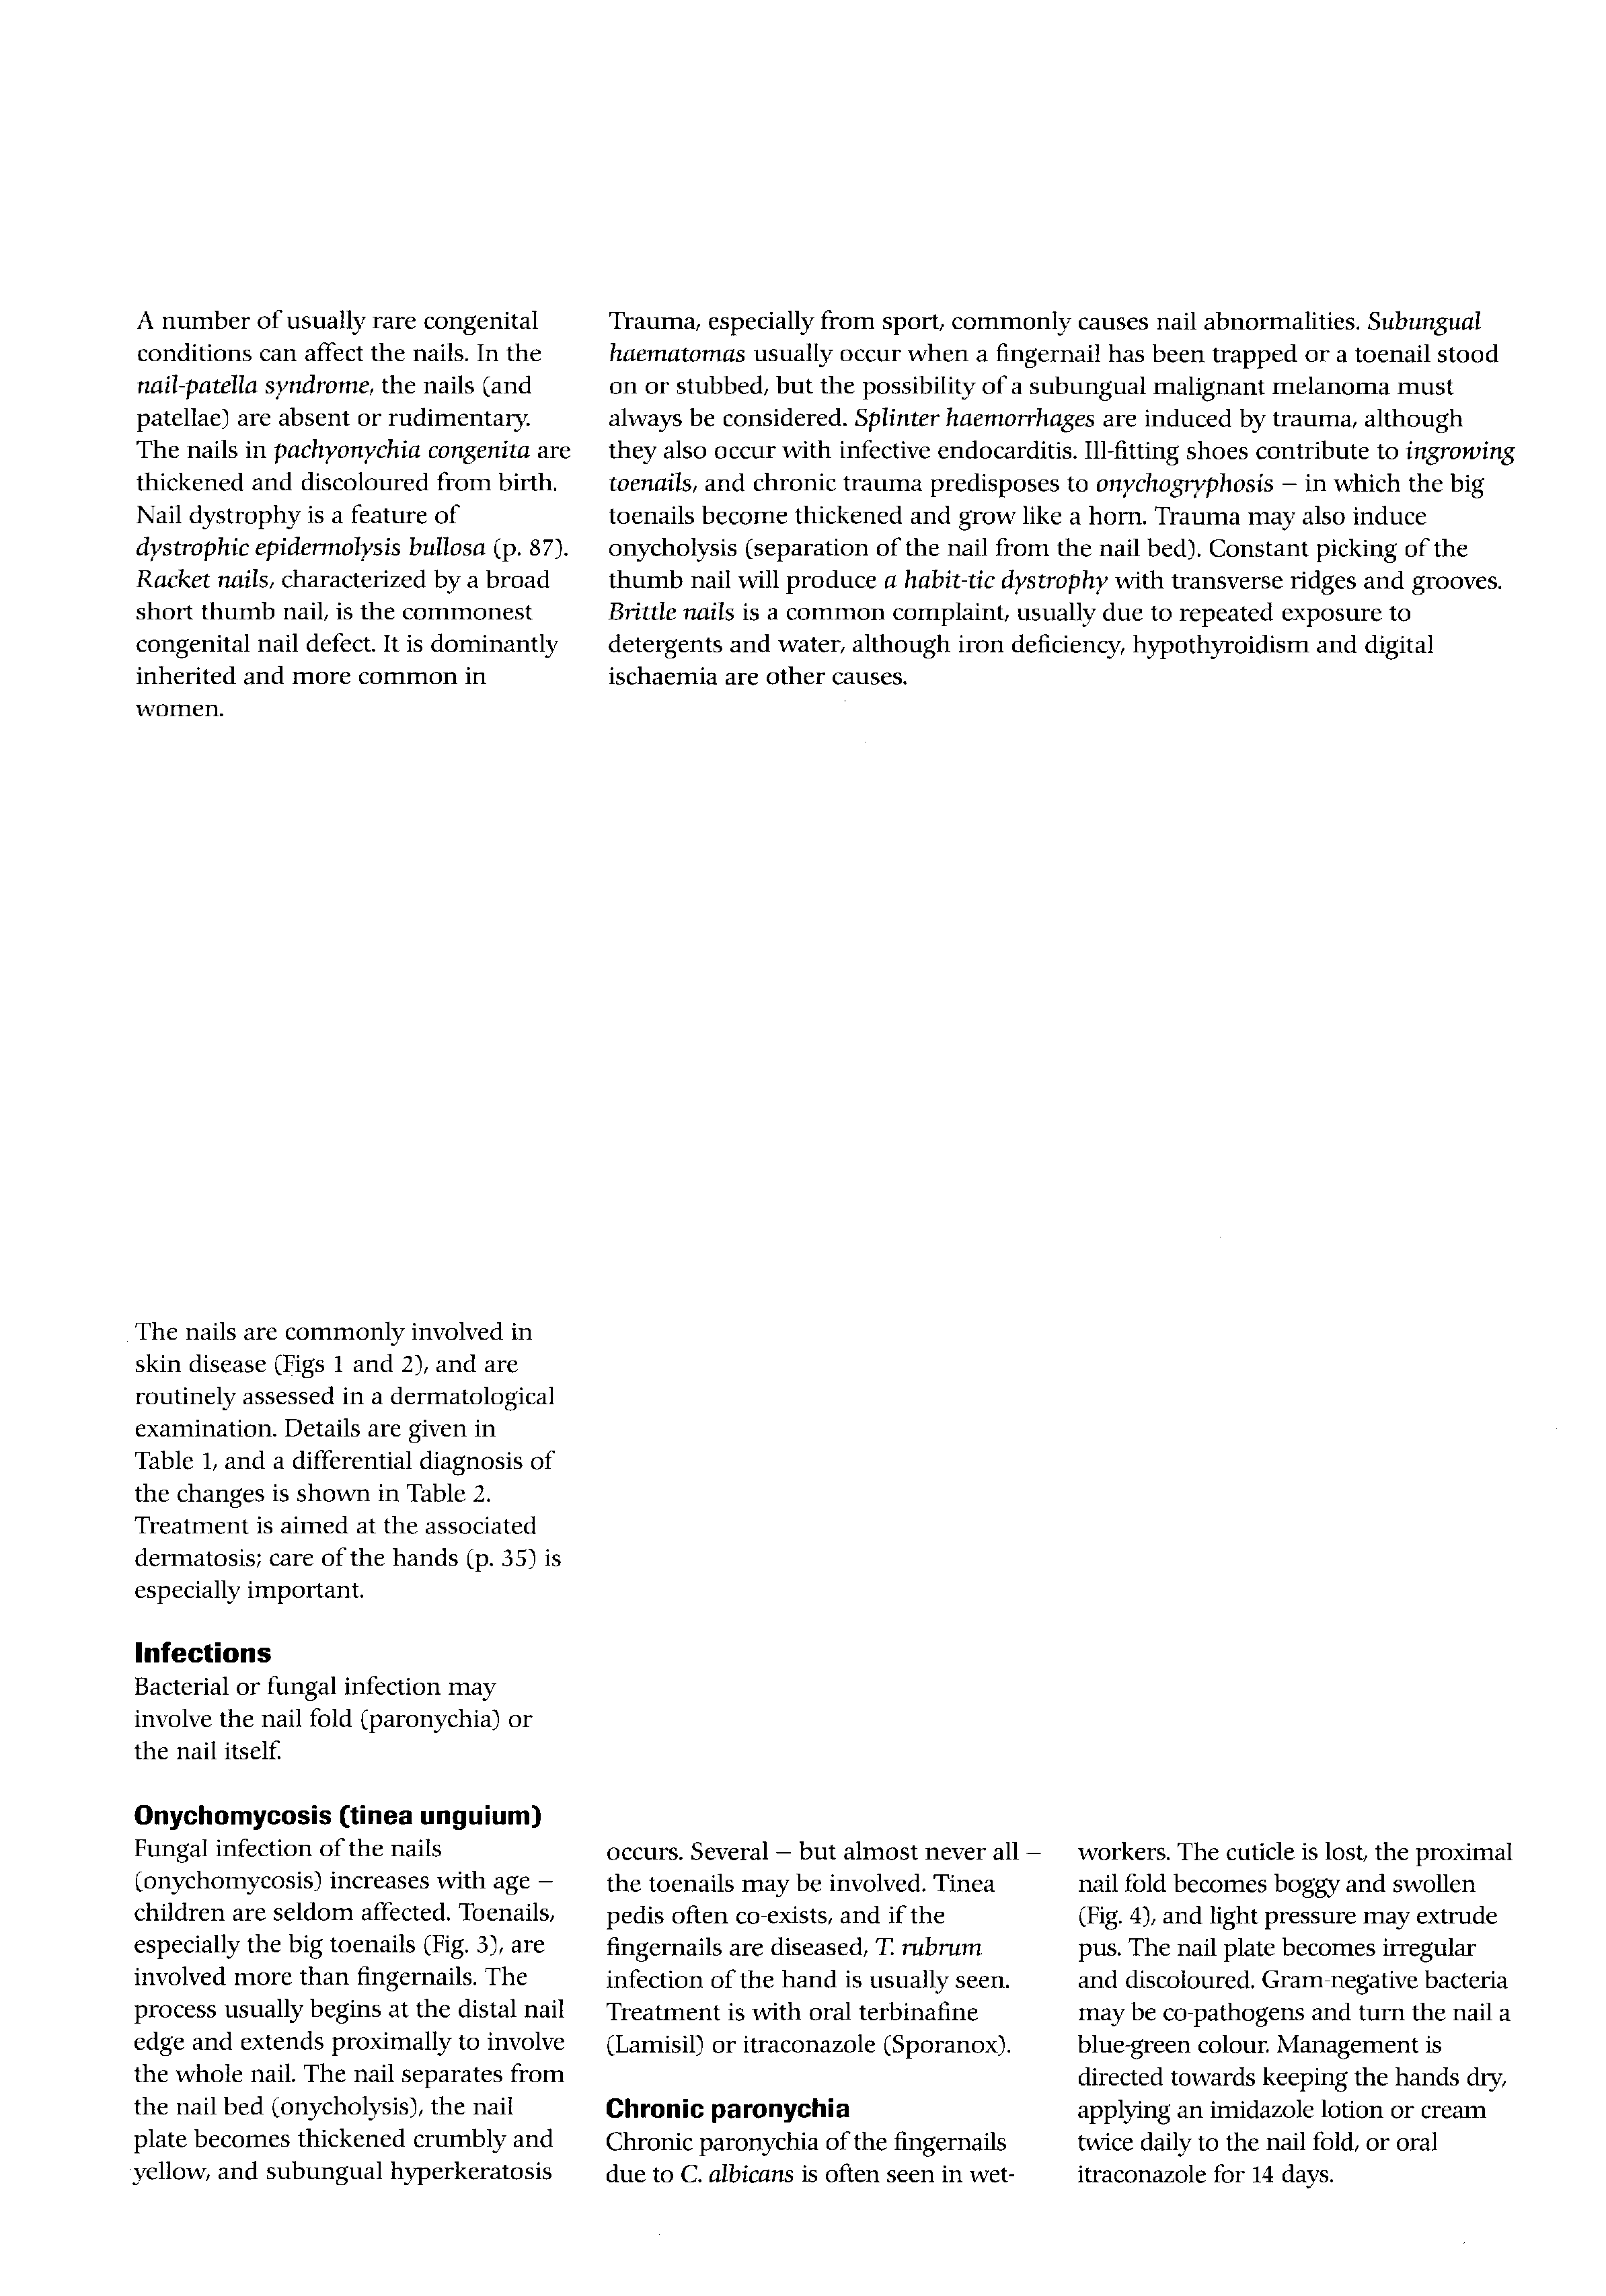 A number of usually rare congenital
conditions can affect the nails. In the
nail-patella syndrome, the nails (and
patellae) are absent or rudimentary.
The nails in pachyonychia congenita are
thickened and discoloured from birth.
Nail dystrophy is a feature of
dystrophic epidermolysis bullosa (p. 87).
Racket nails, characterized by a broad
short thumb nail, is the commonest
congenital nail defect. It is dominantly
inherited and more common in
women.
Trauma, especially from sport, commonly causes nail abnormalities. Subungual
haematomas usually occur when a fingernail has been trapped or a toenail stood
on or stubbed, but the possibility of a subungual malignant melanoma must
always be considered. Splinter haemorrhages are induced by trauma, although
they also occur with infective endocarditis. Ill-fitting shoes contribute to ingrowing
toenails, and chronic trauma predisposes to onychogryphosis – in which the big
toenails become thickened and grow like a horn. Trauma may also induce
onycholysis (separation of the nail from the nail bed). Constant picking of the
thumb nail will produce a habit-tic dystrophy with transverse ridges and grooves.
Brittle nails is a common complaint, usually due to repeated exposure to
detergents and water, although iron deficiency, hypothyroidism and digital
ischaemia are other causes.
The nails are commonly involved in
skin disease (Figs 1 and 2), and are
routinely assessed in a dermatological
examination. Details are given in
Table 1, and a differential diagnosis of
the changes is shown in Table 2.
Treatment is aimed at the associated
dermatosis; care of the hands (p. 35) is
especially important.
Infections
Bacterial or fungal infection may
involve the nail fold (paronychia) or
the nail itself.
Onychomycosis (tinea unguium)
Fungal infection of the nails
(onychomycosis) increases with age –
children are seldom affected. Toenails,
especially the big toenails (Fig. 3), are
involved more than fingernails. The
process usually begins at the distal nail
edge and extends proximally to involve
the whole nail. The nail separates from
the nail bed (onycholysis), the nail
plate becomes thickened crumbly and
yellow, and subungual hyperkeratosis
occurs. Several – but almost never all –
the toenails may be involved. Tinea
pedis often co-exists, and if the
fingernails are diseased, T. rubrum
infection of the hand is usually seen.
Treatment is with oral terbinafine
(Lamisil) or itraconazole (Sporanox).
Chronic paronychia
Chronic paronychia of the fingernails
due to C. albicans is often seen in wet-
workers. The cuticle is lost, the proximal
nail fold becomes boggy and swollen
(Fig. 4), and light pressure may extrude
pus. The nail plate becomes irregular
and discoloured. Gram-negative bacteria
may be co-pathogens and turn the nail a
blue-green colour. Management is
directed towards keeping the hands dry,
applying an imidazole lotion or cream
twice daily to the nail fold, or oral
itraconazole for 14 days.